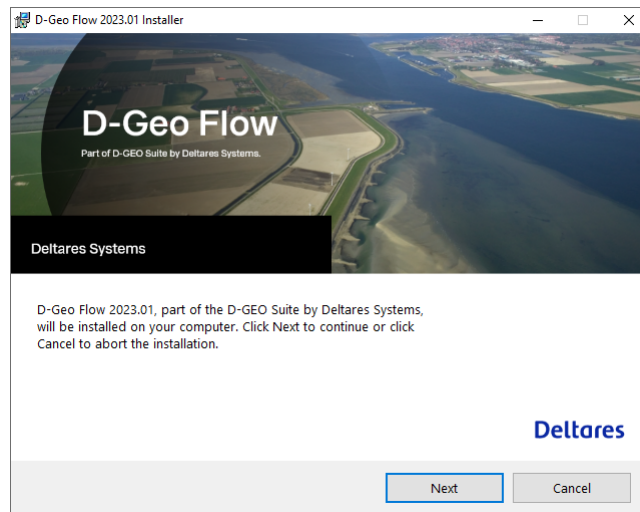 D-Geo Flow 2023.01 Installer
D-Geo Flow
Part of D-GEO Suite by Deltares Systems.
Deltares Systems
D-Geo Flow 2023.01, part of the D-GEO Suite by Deltares Systems,
will be installed on your computer. Click Next to continue or click
Cancel to abort the installation.
Deltares
Next
Cancel